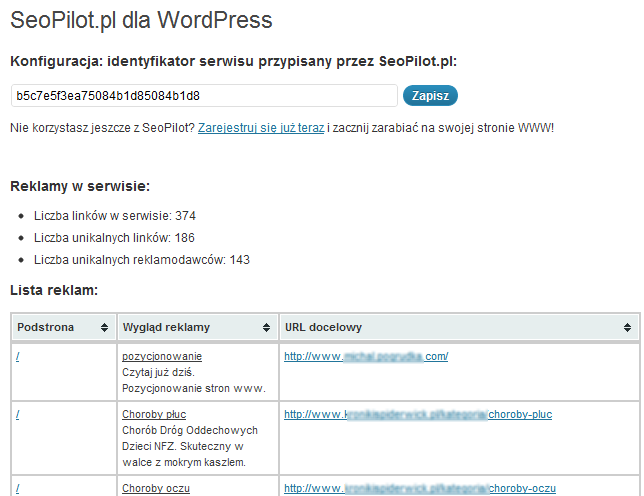 SeoPilot.pl dla WordPress
Konfiguracja: identyfikator serwisu przypisany przez SeoPilot.pl:
b5c7e5f3ea75084b1d85084b1d8
Zapisz
Nie korzystasz jeszcze z SeoPilot? Zarejestruj się już teraz i zacznij zarabiać na swojej stronie WWW!
Reklamy w serwisie:
Liczba linków w serwisie: 374
Liczba unikalnych linków: 186
Liczba unikalnych reklamodawców: 143
Lista reklam:
Podstrona Wygląd reklamy URL docelowy
/ pozycjonowanie http://www. .com/
Czytaj już dziś.
Pozycjonowanie stron www.
/ Choroby płuc http://www. choroby-pluc
Chorób Dróg Oddechowych
Dzieci NFZ. Skuteczny w
walce z mokrym kaszlem.
/ Choroby oczu http://www. choroby-oczu